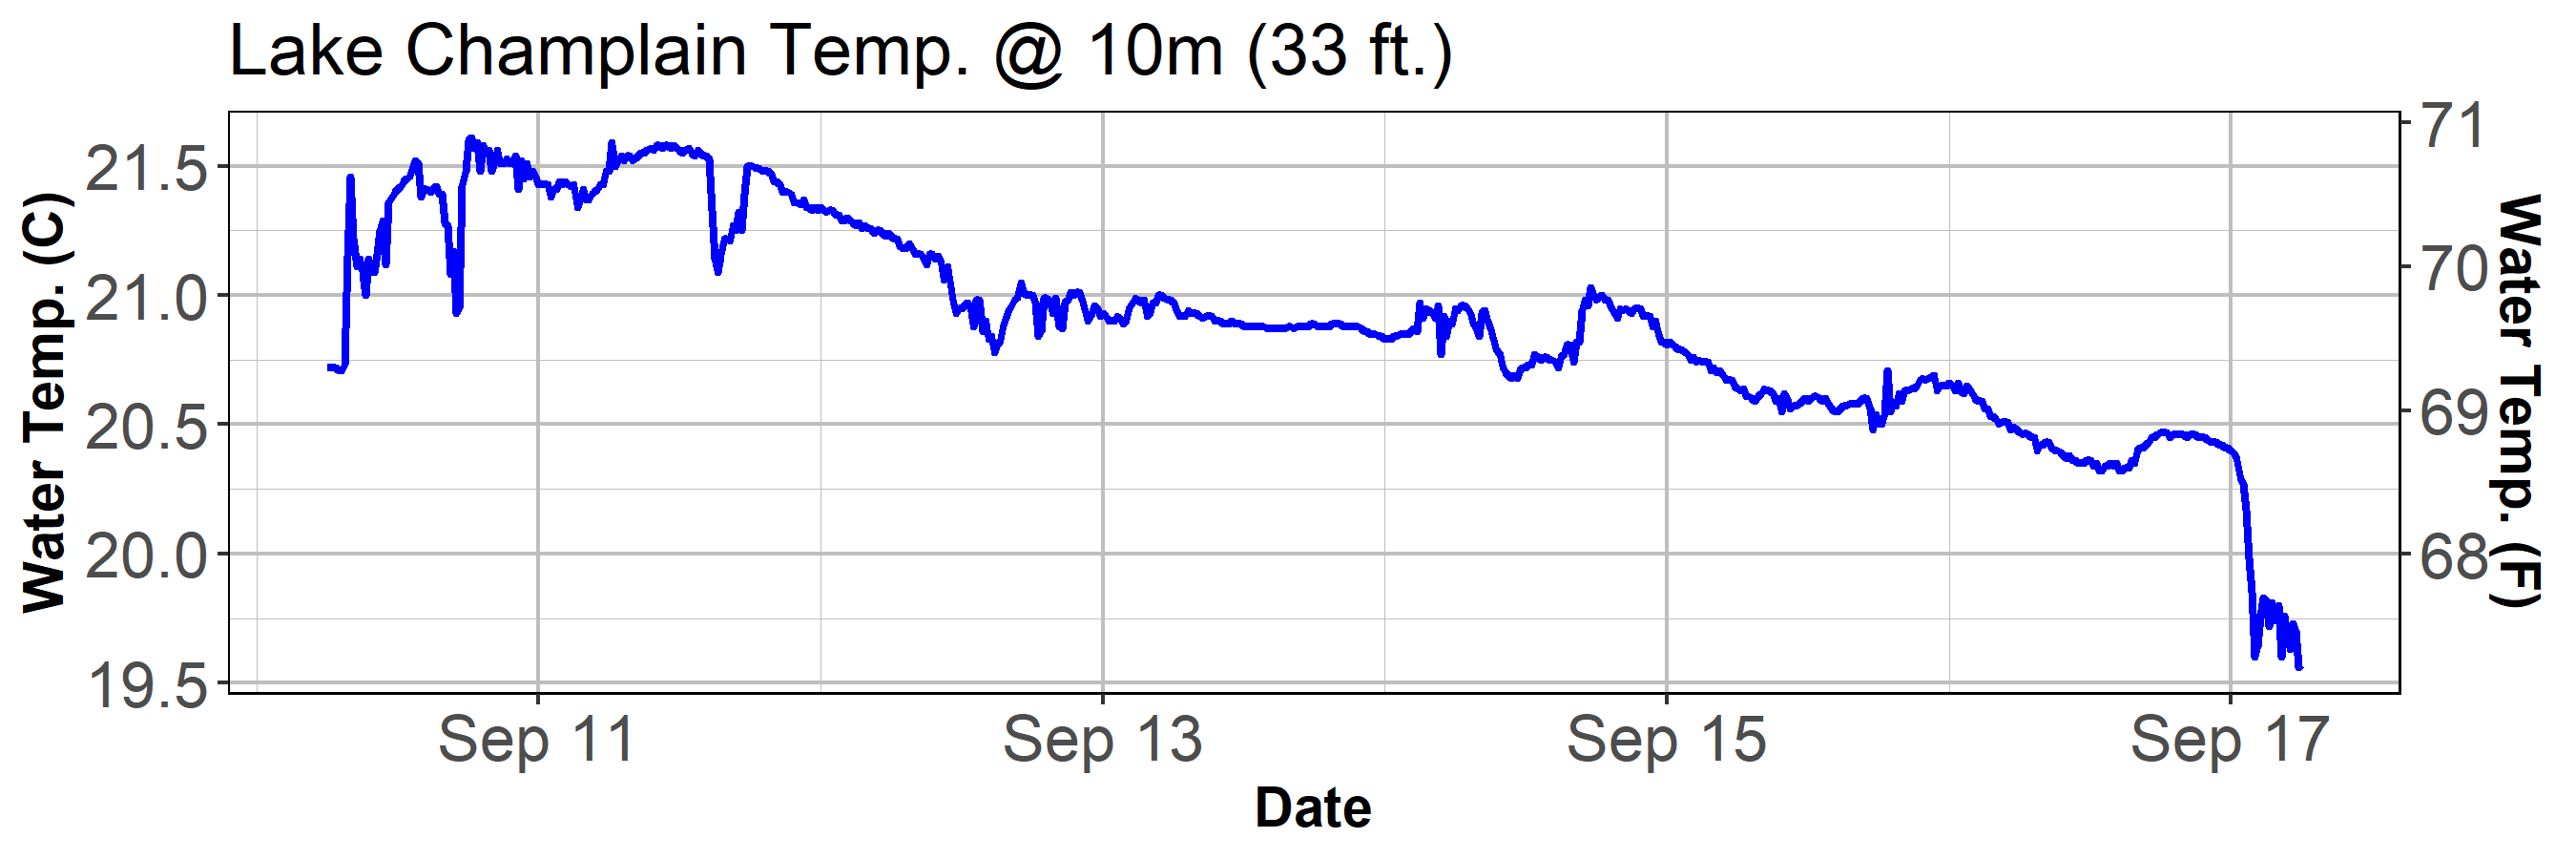 Lake Champlain Temp. @ 10m (33 ft.)
Water Temp. (C)
21.5
21.0
20.5
20.0
19.5
71
70
69
68
Water Temp. (F)
Sep 11
Sep 13
Sep 15
Sep 17
Date